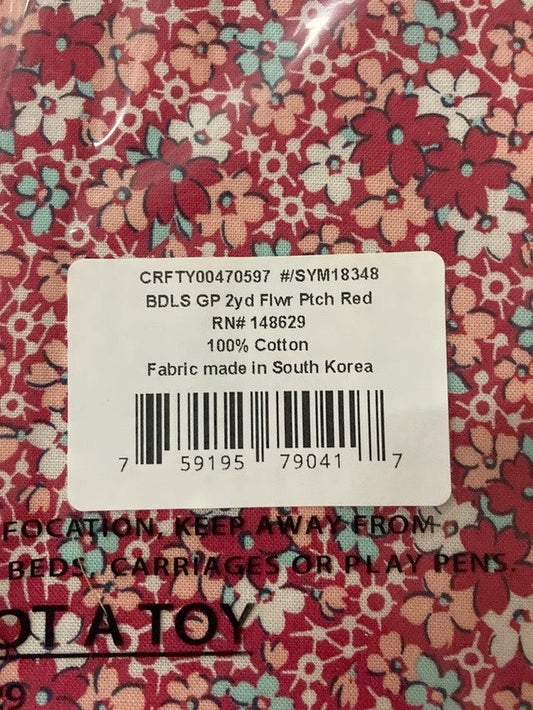 CRFTY00470597 #/SYM18348
BDLS GP 2yd Flwr Ptch Red
RN# 148629
100% Cotton
Fabric made in South Korea
7 59195 79041 7
FOCATION, KEEP AWAY FROM
BEDS, CARRIAGES OR PLAY PENS.
OT A TOY
9